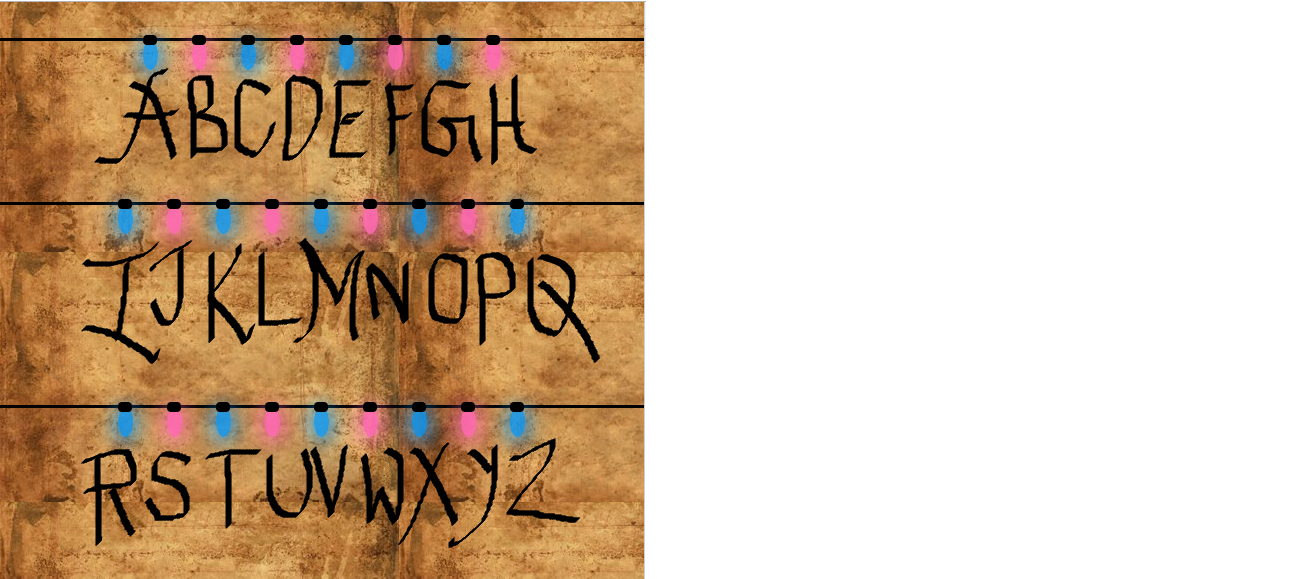 ABCDEFGH
IJKLMNOPQ
RSTUVWXYZ